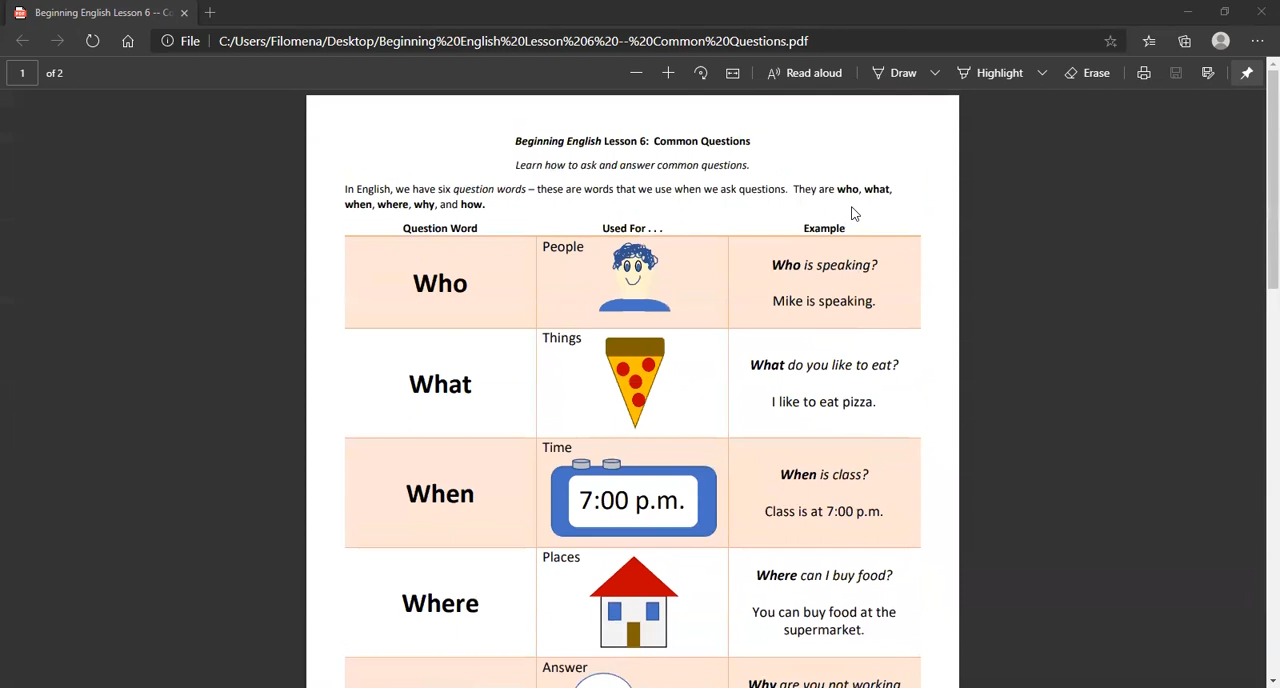 Beginning English Lesson 6 -- Co
File
C:/Users/Filomena/Desktop/Beginning%20English%20Lesson%206%20--%20Common%20Questions.pdf
1 of 2
Read aloud
Draw
Highlight
Erase
Beginning English Lesson 6: Common Questions
Learn how to ask and answer common questions.
In English, we have six question words – these are words that we use when we ask questions. They are who, what,
when, where, why, and how.
Question Word Used For . . . Example
People
Who
Who is speaking?
Mike is speaking.
Things
What
What do you like to eat?
I like to eat pizza.
Time
When
7:00 p.m.
When is class?
Class is at 7:00 p.m.
Places
Where
Where can I buy food?
You can buy food at the
supermarket.
Answer
Why are you not working